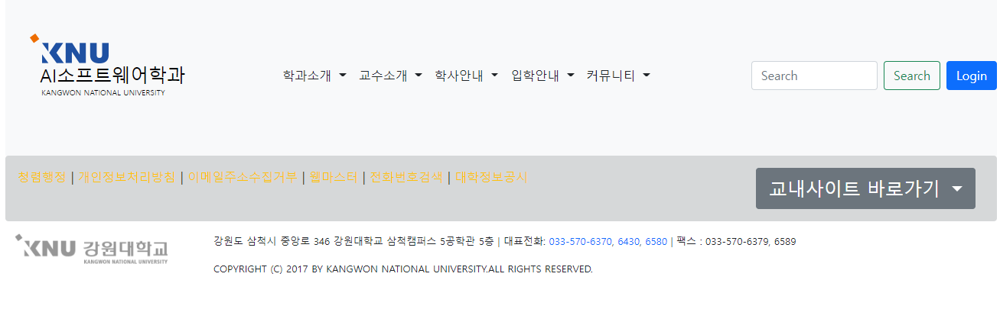 KNU
AI소프트웨어학과
KANGWON NATIONAL UNIVERSITY
학과소개 교수소개 학사안내 입학안내 커뮤니티 Search Search Login
청렴행정 | 개인정보처리방침 | 이메일주소수집거부 | 웹마스터 | 전화번호검색 | 대학정보공시 교내사이트 바로가기
KNU 강원대학교
KANGWON NATIONAL UNIVERSITY
강원도 삼척시 중앙로 346 강원대학교 삼척캠퍼스 5공학관 5층 | 대표전화: 033-570-6370, 6430, 6580 | 팩스 : 033-570-6379, 6589
COPYRIGHT (C) 2017 BY KANGWON NATIONAL UNIVERSITY.ALL RIGHTS RESERVED.